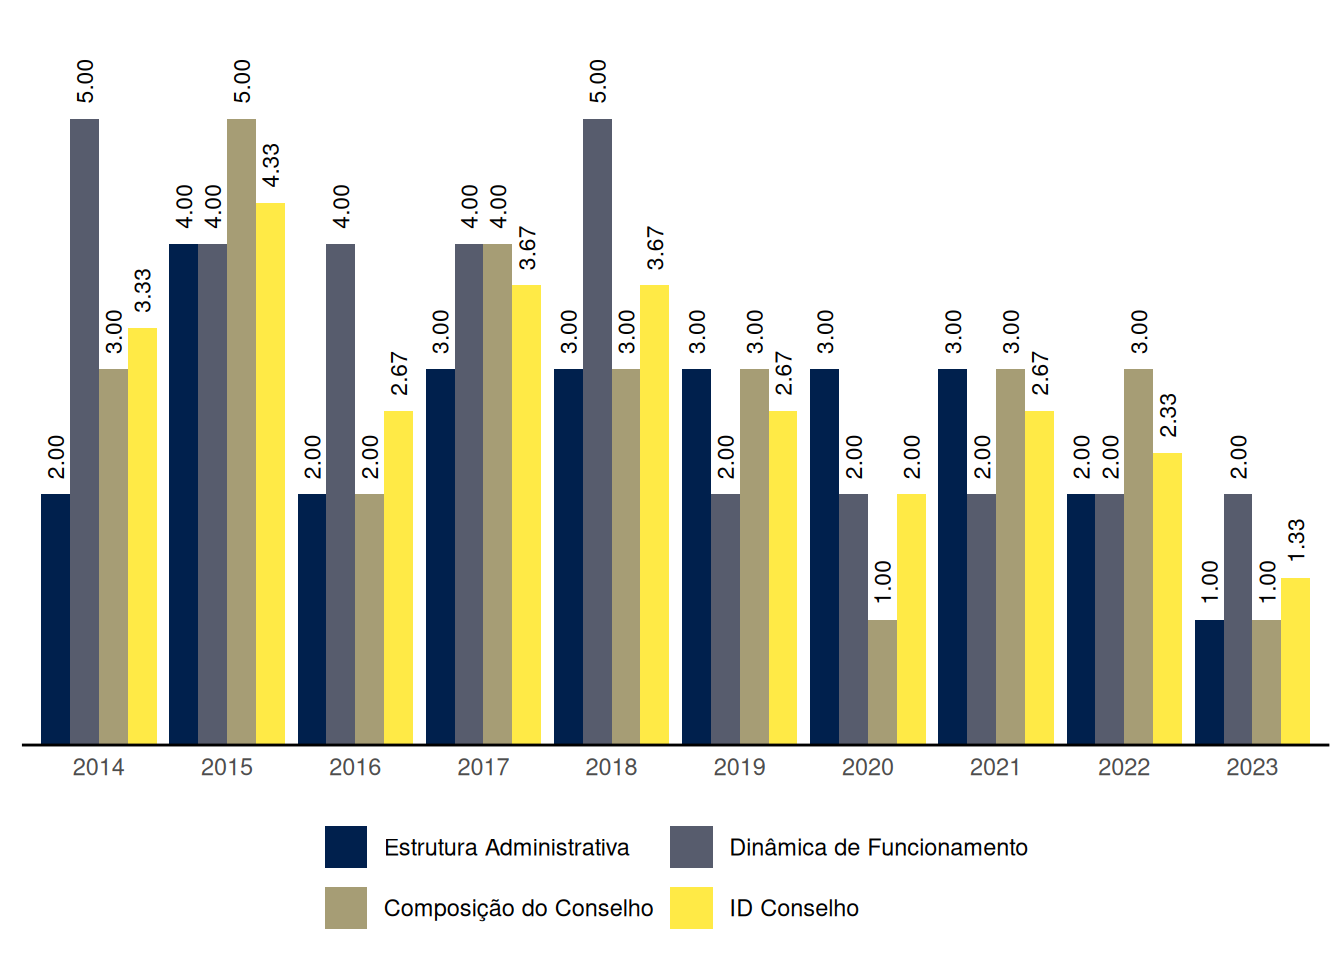 2.00 5.00 3.00 3.33
4.00 4.00 5.00 4.33
2.00 4.00 2.00 2.67
3.00 4.00 4.00 3.67
3.00 5.00 3.00 3.67
3.00 2.00 3.00 2.67
3.00 2.00 1.00 2.00
3.00 2.00 3.00 2.67
2.00 2.00 3.00 2.33
1.00 2.00 1.00 1.33
2014 2015 2016 2017 2018 2019 2020 2021 2022 2023
Estrutura Administrativa Dinâmica de Funcionamento
Composição do Conselho ID Conselho